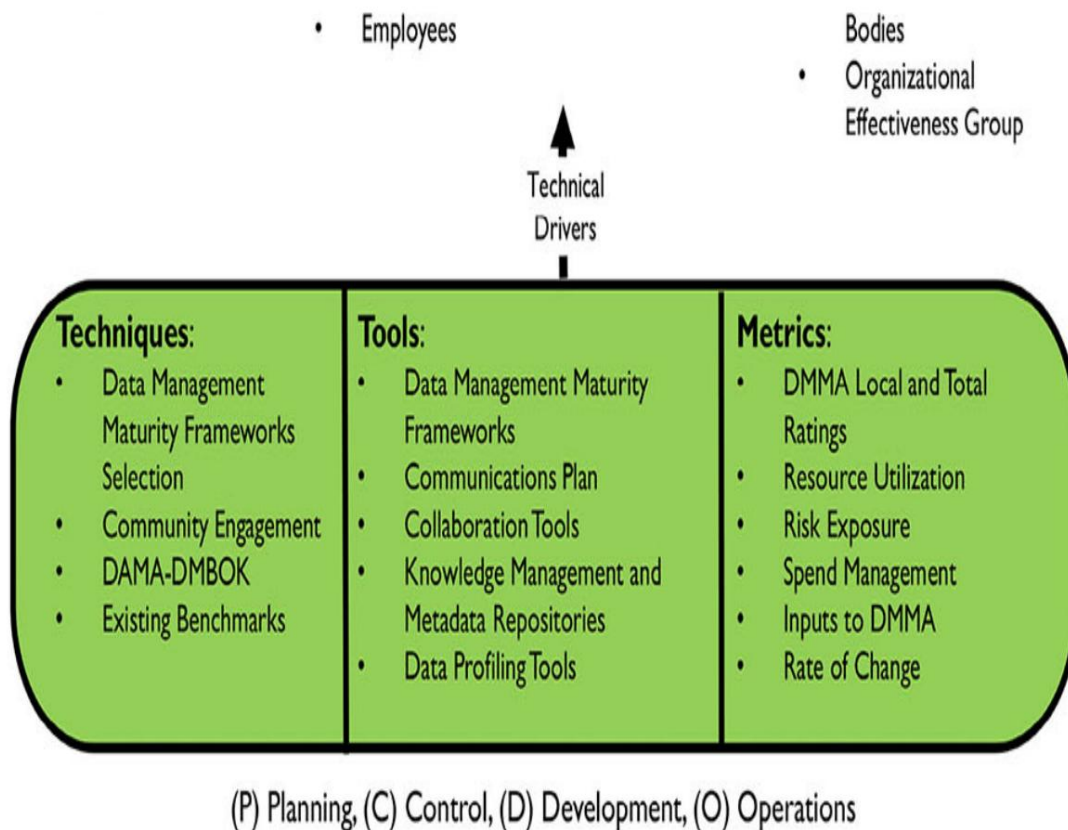 • Employees
Bodies
• Organizational
Effectiveness Group
Technical
Drivers
Techniques:
• Data Management
Maturity Frameworks
Selection
• Community Engagement
• DAMA-DMBOK
• Existing Benchmarks
Tools:
• Data Management Maturity
Frameworks
• Communications Plan
• Collaboration Tools
• Knowledge Management and
Metadata Repositories
• Data Profiling Tools
Metrics:
• DMMA Local and Total
Ratings
• Resource Utilization
• Risk Exposure
• Spend Management
• Inputs to DMMA
• Rate of Change
(P) Planning, (C) Control, (D) Development, (O) Operations